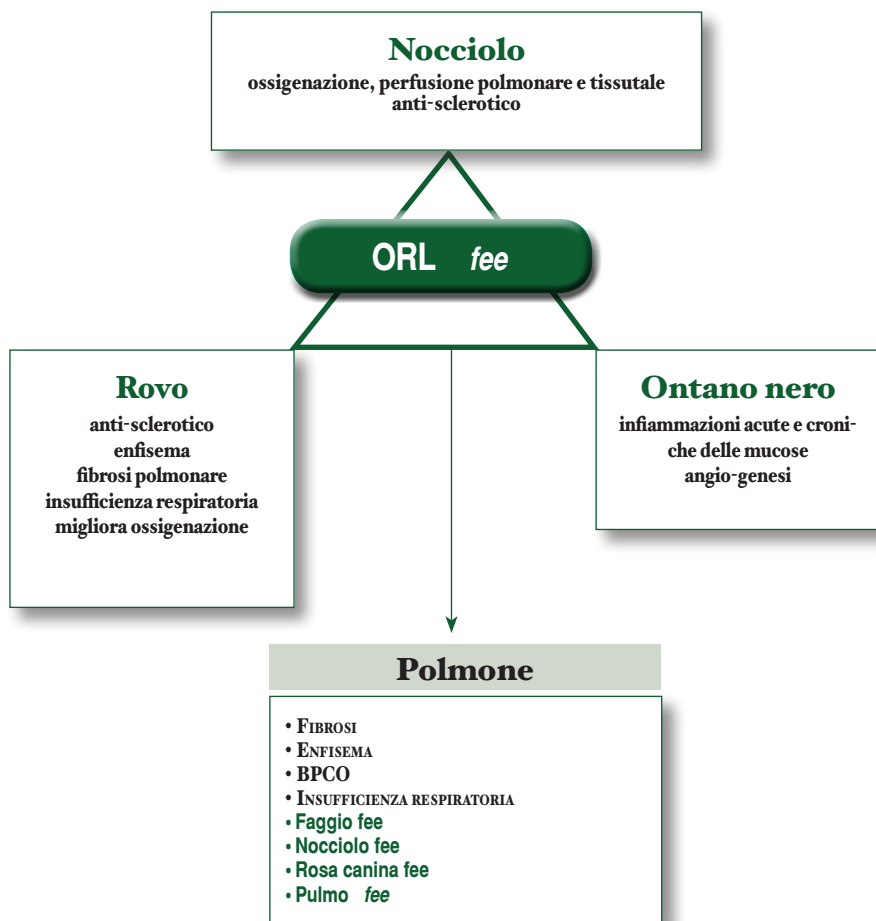 Nocciolo
ossigenazione, perfusione polmonare e tissutale
anti-sclerotico
ORL fee
Rovo
anti-sclerotico
enfisema
fibrosi polmonare
insufficienza respiratoria
migliora ossigenazione
Ontano nero
infiammazioni acute e croni-
che delle mucose
angio-genesi
Polmone
• Fibrosi
• Enfisema
• BPCO
• Insufficienza respiratoria
• Faggio fee
• Nocciolo fee
• Rosa canina fee
• Pulmo fee